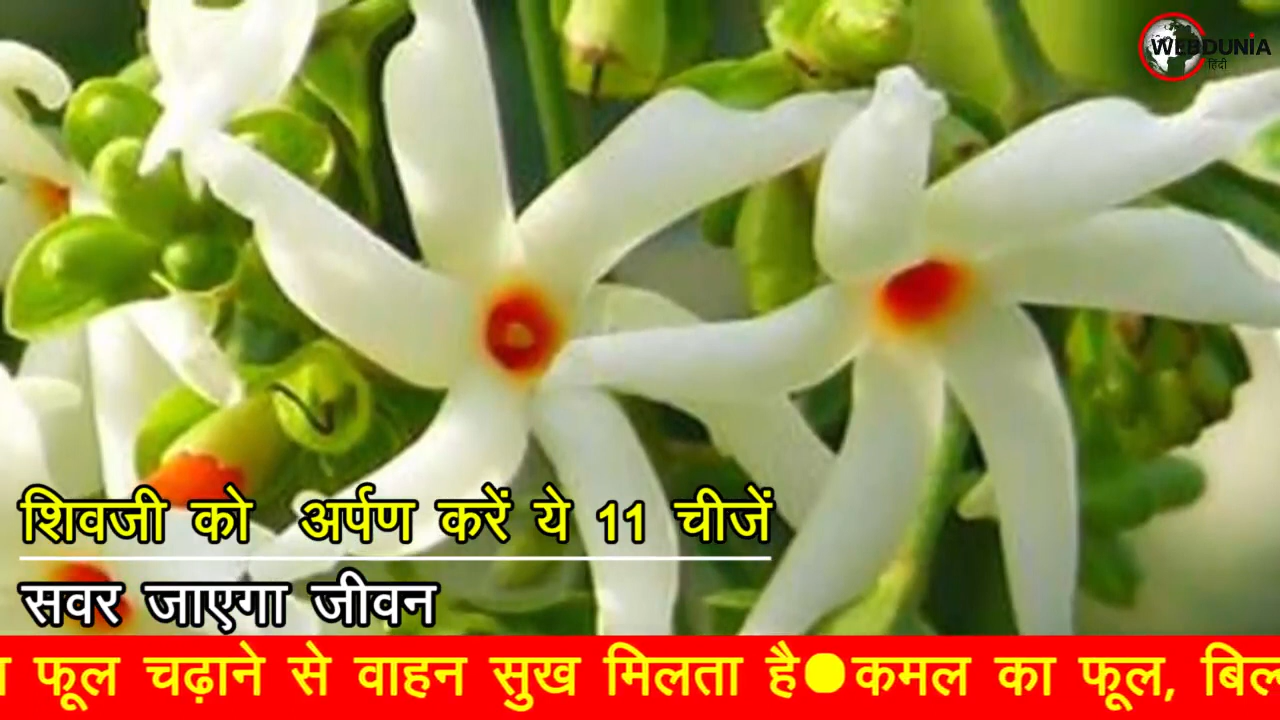 WEBDUNIA
हिंदी
शिवजी को अर्पण करें ये 11 चीजें
सवर जाएगा जीवन
फूल चढ़ाने से वाहन सुख मिलता है●कमल का फूल,